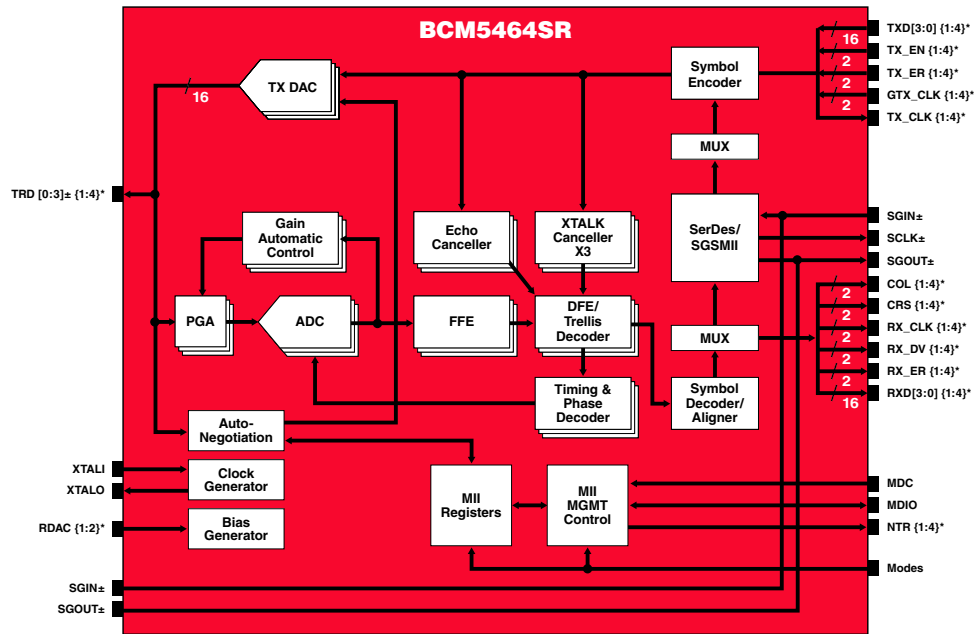 BCM5464SR
TXD[3:0] {1:4}*
16
TX_EN {1:4}*
2
TX_ER {1:4}*
2
GTX_CLK {1:4}*
2
TX_CLK {1:4}*
Symbol
Encoder
TX DAC
16
MUX
TRD [0:3]± {1:4}*
Gain
Automatic
Control
Echo
Canceller
XTALK
Canceller
X3
SerDes/
SGSMII
SGIN±
SCLK±
SGOUT±
COL {1:4}*
2
CRS {1:4}*
2
RX_CLK {1:4}*
2
RX_DV {1:4}*
2
RX_ER {1:4}*
2
RXD[3:0] {1:4}*
16
PGA
ADC
FFE
DFE/
Trellis
Decoder
MUX
Timing &
Phase
Decoder
Symbol
Decoder/
Aligner
Auto-
Negotiation
XTALI
XTALO
Clock
Generator
RDAC {1:2}*
Bias
Generator
MII
Registers
MII
MGMT
Control
MDC
MDIO
NTR {1:4}*
Modes
SGIN±
SGOUT±